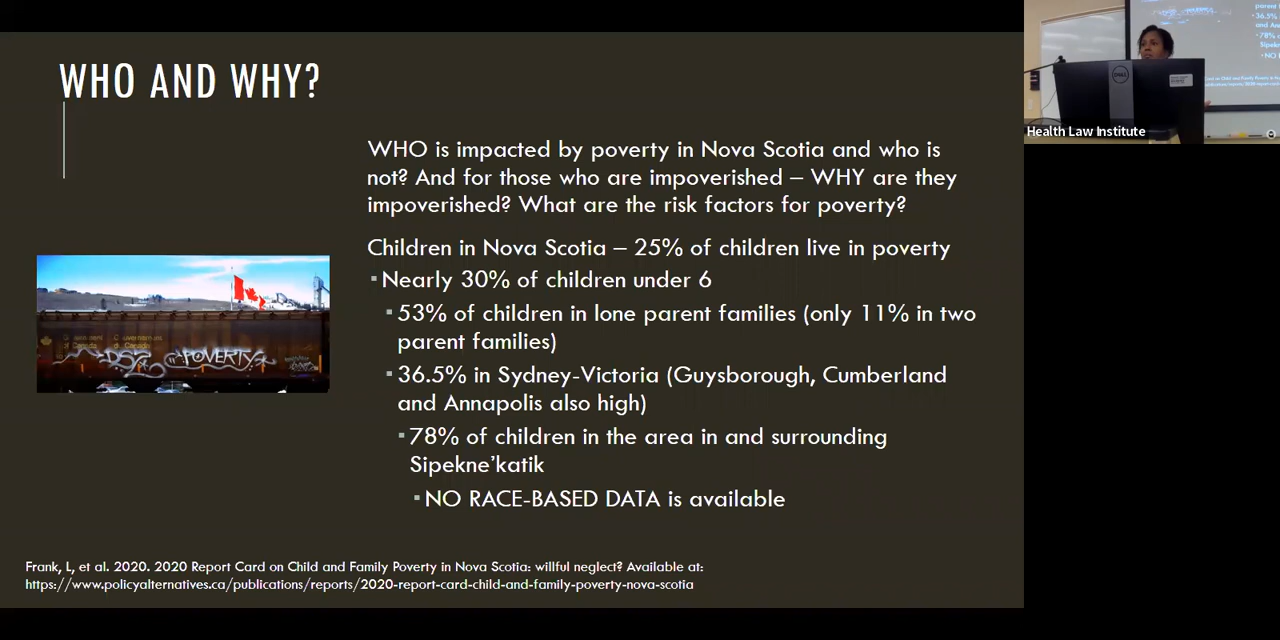 WHO AND WHY?
WHO is impacted by poverty in Nova Scotia and who is
not? And for those who are impoverished – WHY are they
impoverished? What are the risk factors for poverty?
Children in Nova Scotia – 25% of children live in poverty
▪Nearly 30% of children under 6
▪53% of children in lone parent families (only 11% in two
parent families)
▪36.5% in Sydney-Victoria (Guysborough, Cumberland
and Annapolis also high)
▪78% of children in the area in and surrounding
Sipekne'katik
▪NO RACE-BASED DATA is available
POVERTY
Frank, L, et al. 2020. 2020 Report Card on Child and Family Poverty in Nova Scotia: willful neglect? Available at:
https://www.policyalternatives.ca/publications/reports/2020-report-card-child-and-family-poverty-nova-scotia
DELL
Health Law Institute